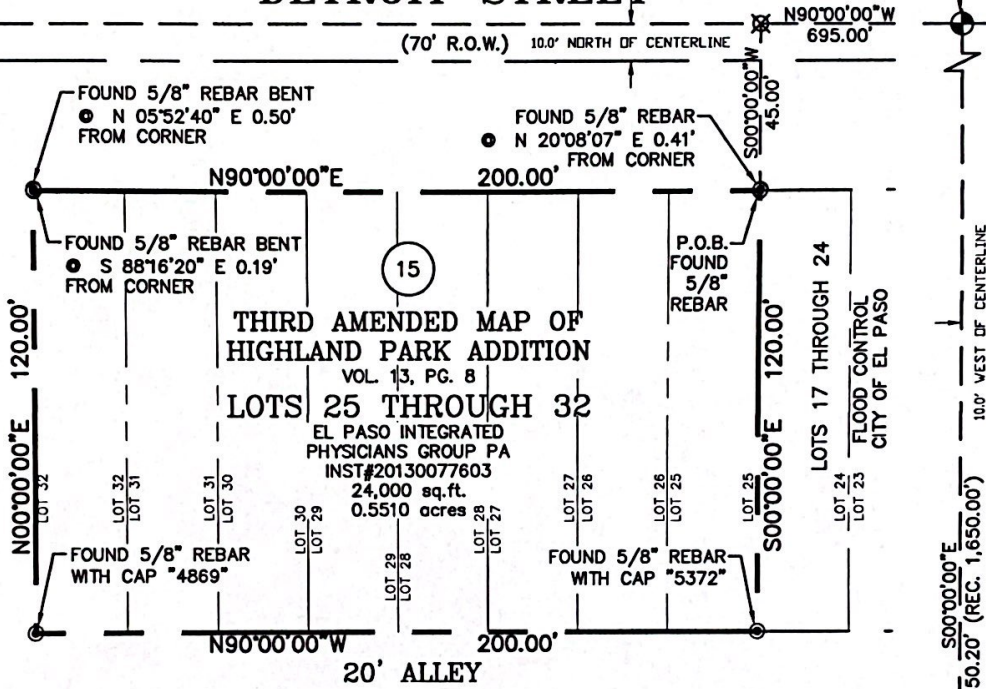 DETROIT STREET
N90°00'00"W
695.00'
(70' R.O.W.)
10.0' NORTH OF CENTERLINE
S00°00'00"W
45.00'
FOUND 5/8" REBAR BENT
@ N 05°52'40" E 0.50'
FROM CORNER
FOUND 5/8" REBAR
@ N 20°08'07" E 0.41'
FROM CORNER
N90°00'00"E
200.00'
FOUND 5/8" REBAR BENT
@ S 88°16'20" E 0.19'
FROM CORNER
15
P.O.B.
FOUND
5/8"
REBAR
THIRD AMENDED MAP OF
HIGHLAND PARK ADDITION
VOL. 13, PG. 8
LOTS 25 THROUGH 32
EL PASO INTEGRATED
PHYSICIANS GROUP PA
INST#20130077603
24,000 sq.ft.
0.5510 acres
N00°00'00"E
120.00'
S00°00'00"E
120.00'
LOTS 17 THROUGH 24
FLOOD CONTROL
CITY OF EL PASO
10.0' WEST OF CENTERLINE
LOT 32
LOT 32
LOT 31
LOT 31
LOT 30
LOT 30
LOT 29
LOT 29
LOT 28
LOT 28
LOT 27
LOT 27
LOT 26
LOT 26
LOT 25
LOT 25
LOT 24
LOT 23
FOUND 5/8" REBAR
WITH CAP "4869"
FOUND 5/8" REBAR
WITH CAP "5372"
N90°00'00"W
200.00'
20' ALLEY
S00°00'00"E
50.20' (REC. 1,650.00')